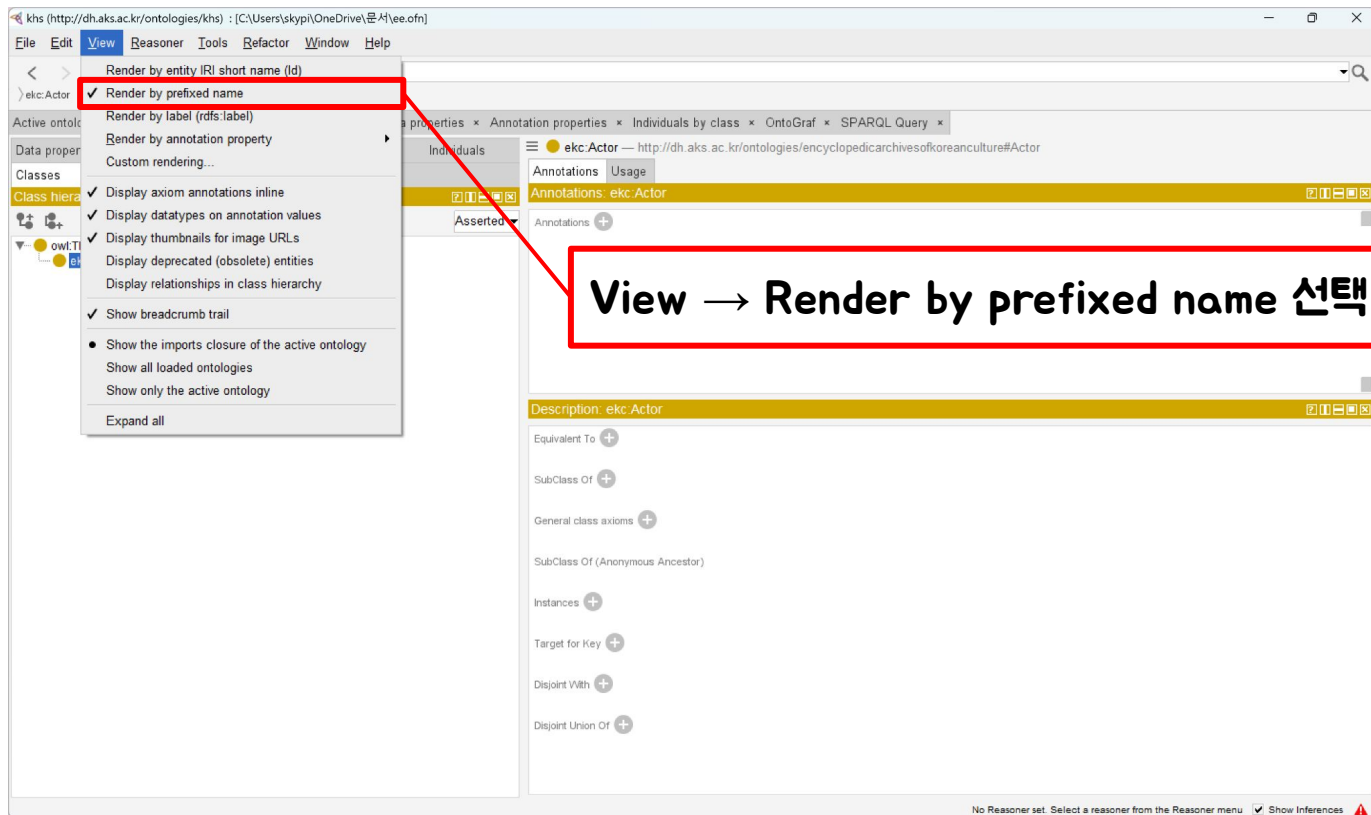 khs (http://dh.aks.ac.kr/ontologies/khs) : [C:\Users\skypi\OneDrive\문서\ee.ofn]
File Edit View Reasoner Tools Refactor Window Help
Render by entity IRI short name (Id)
ekc:Actor
✓ Render by prefixed name
Render by label (rdfs:label)
Render by annotation property
Custom rendering...
✓ Display axiom annotations inline
✓ Display datatypes on annotation values
✓ Display thumbnails for image URLs
Display deprecated (obsolete) entities
Display relationships in class hierarchy
✓ Show breadcrumb trail
● Show the imports closure of the active ontology
Show all loaded ontologies
Show only the active ontology
Expand all
Active properties × Annotation properties × Individuals by class × OntoGraf × SPARQL Query ×
Data Individuals
Classes
Class
Asserted
ekc:Actor — http://dh.aks.ac.kr/ontologies/encyclopedicarchivesofkoreanculture#Actor
Annotations Usage
Annotations: ekc:Actor
Annotations
View → Render by prefixed name 선택
Description: ekc:Actor
Equivalent To
SubClass Of
General class axioms
SubClass Of (Anonymous Ancestor)
Instances
Target for Key
Disjoint With
Disjoint Union Of
No Reasoner set. Select a reasoner from the Reasoner menu ✓ Show Inferences